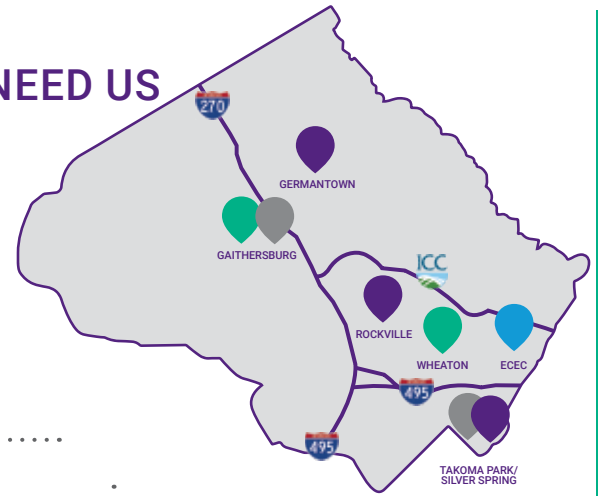 NEED US
270
GERMANTOWN
GAITHERSBURG
ICC
ROCKVILLE
WHEATON
ECEC
495
495
TAKOMA PARK/
SILVER SPRING